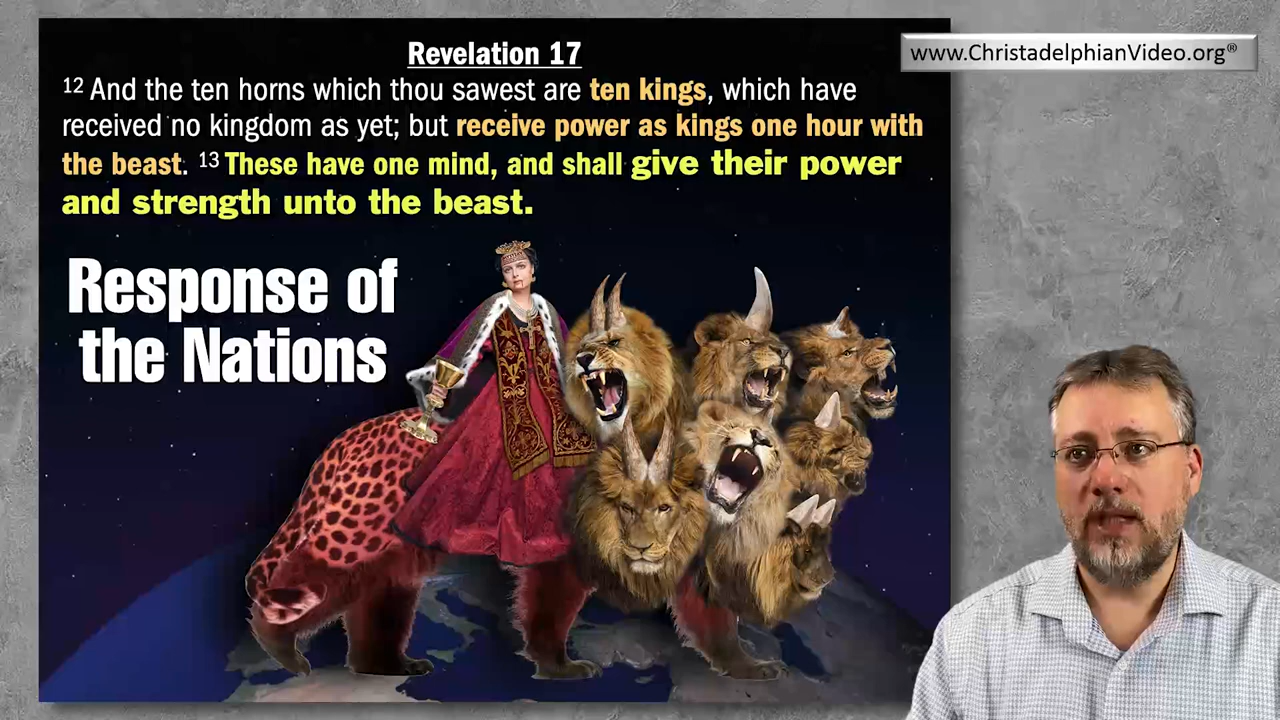 Revelation 17
www.ChristadelphianVideo.org®
12 And the ten horns which thou sawest are ten kings, which have
received no kingdom as yet; but receive power as kings one hour with
the beast. 13 These have one mind, and shall give their power
and strength unto the beast.
Response of
the Nations